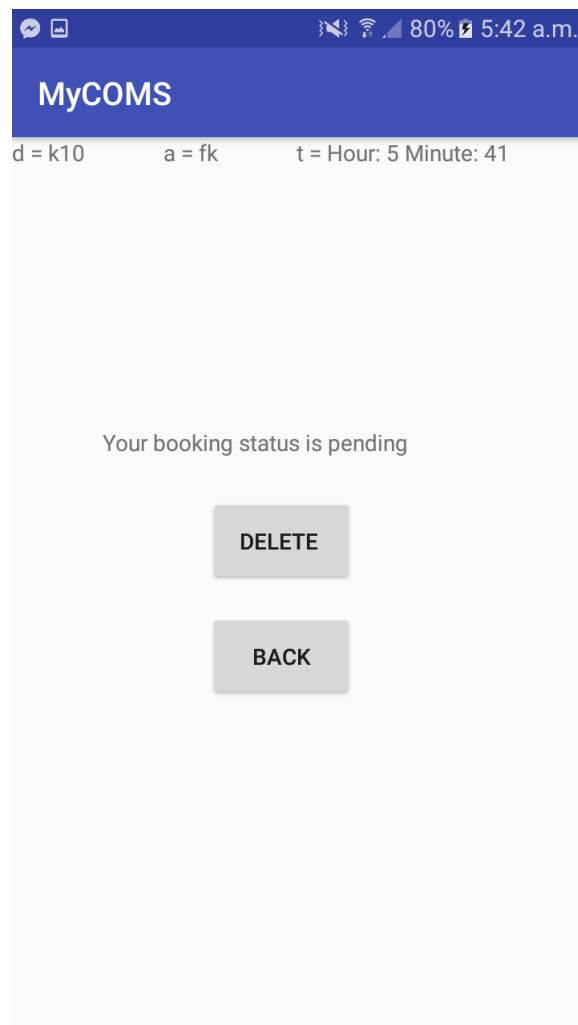 80% 5:42 a.m.
MyCOMS
d = k10 a = fk t = Hour: 5 Minute: 41
Your booking status is pending
DELETE
BACK